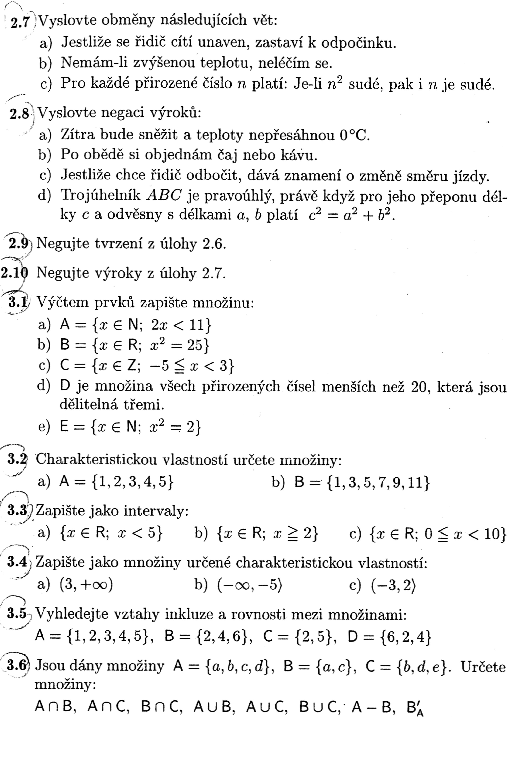 2.7 Vyslovte obměny následujících vět:
a) Jestliže se řidič cítí unaven, zastaví k odpočinku.
b) Nemám-li zvýšenou teplotu, neléčím se.
c) Pro každé přirozené číslo n platí: Je-li n² sudé, pak i n je sudé.
2.8 Vyslovte negaci výroků:
a) Zítra bude sněžit a teploty nepřesáhnou 0 °C.
b) Po obědě si objednám čaj nebo kávu.
c) Jestliže chce řidič odbočit, dává znamení o změně směru jízdy.
d) Trojúhelník ABC je pravoúhlý, právě když pro jeho přeponu dél-
ky c a odvěsny s délkami a, b platí c² = a² + b².
2.9 Negujte tvrzení z úlohy 2.6.
2.10 Negujte výroky z úlohy 2.7.
3.1 Výčtem prvků zapište množinu:
a) A = {x ∈ N; 2x < 11}
b) B = {x ∈ R; x² = 25}
c) C = {x ∈ Z; −5 ≦ x < 3}
d) D je množina všech přirozených čísel menších než 20, která jsou
dělitelná třemi.
e) E = {x ∈ N; x² = 2}
3.2 Charakteristickou vlastností určete množiny:
a) A = {1, 2, 3, 4, 5} b) B = {1, 3, 5, 7, 9, 11}
3.3 Zapište jako intervaly:
a) {x ∈ R; x < 5} b) {x ∈ R; x ≧ 2} c) {x ∈ R; 0 ≦ x < 10}
3.4 Zapište jako množiny určené charakteristickou vlastností:
a) (3, +∞) b) (−∞, −5⟩ c) (−3, 2⟩
3.5 Vyhledejte vztahy inkluze a rovnosti mezi množinami:
A = {1, 2, 3, 4, 5}, B = {2, 4, 6}, C = {2, 5}, D = {6, 2, 4}
3.6 Jsou dány množiny A = {a, b, c, d}, B = {a, c}, C = {b, d, e}. Určete
množiny:
A ∩ B, A ∩ C, B ∩ C, A ∪ B, A ∪ C, B ∪ C, A − B, B′_A